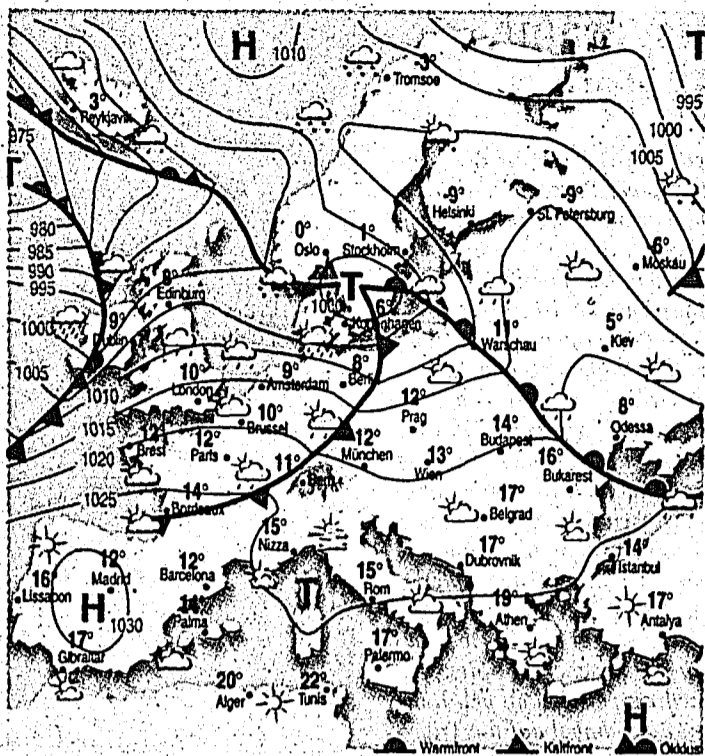 H
1010
-3°
Tromsoe
T
995
1000
1005
3°
Reykjavik
975
T
-9°
Helsinki
-9°
St. Petersburg
980
985
990
995
0°
Oslo
1°
Stockholm
6°
Moskau
8°
Edinburg
T
1000
6°
Kopenhagen
1000
9°
Dublin
11°
Warschau
5°
Kiev
1005
10°
London
9°
Amsterdam
8°
Berlin
1010
10°
Brüssel
12°
Prag
8°
Odessa
1015
Brest
12°
Paris
12°
München
13°
Wien
14°
Budapest
1020
11°
Bern
16°
Bukarest
1025
14°
Bordeaux
17°
Belgrad
15°
Nizza
17°
Dubrovnik
14°
Istanbul
16°
Lissabon
Madrid
12°
Barcelona
15°
Rom
H
1030
Palma
T
19°
Athen
17°
Antalya
17°
Gibraltar
17°
Palermo
20°
Alger
22°
Tunis
H
Warmfront
Kaltfront